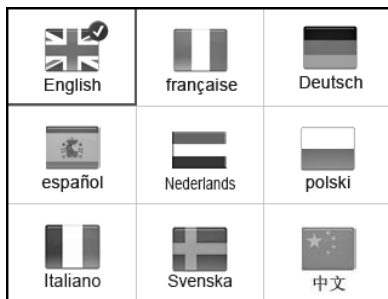 English
française
Deutsch
español
Nederlands
polski
Italiano
Svenska
中文